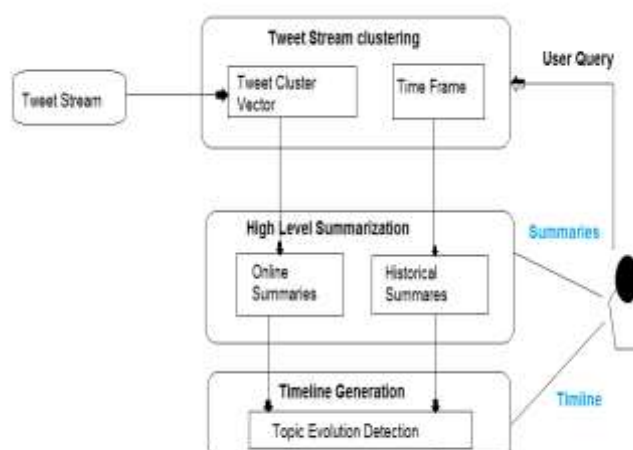 Tweet Stream clustering
User Query
Tweet Stream
Tweet Cluster
Vector
Time Frame
High Level Summarization
Summaries
Online
Summaries
Historical
Summares
Timeline Generation
Timline
Topic Evolution Detection